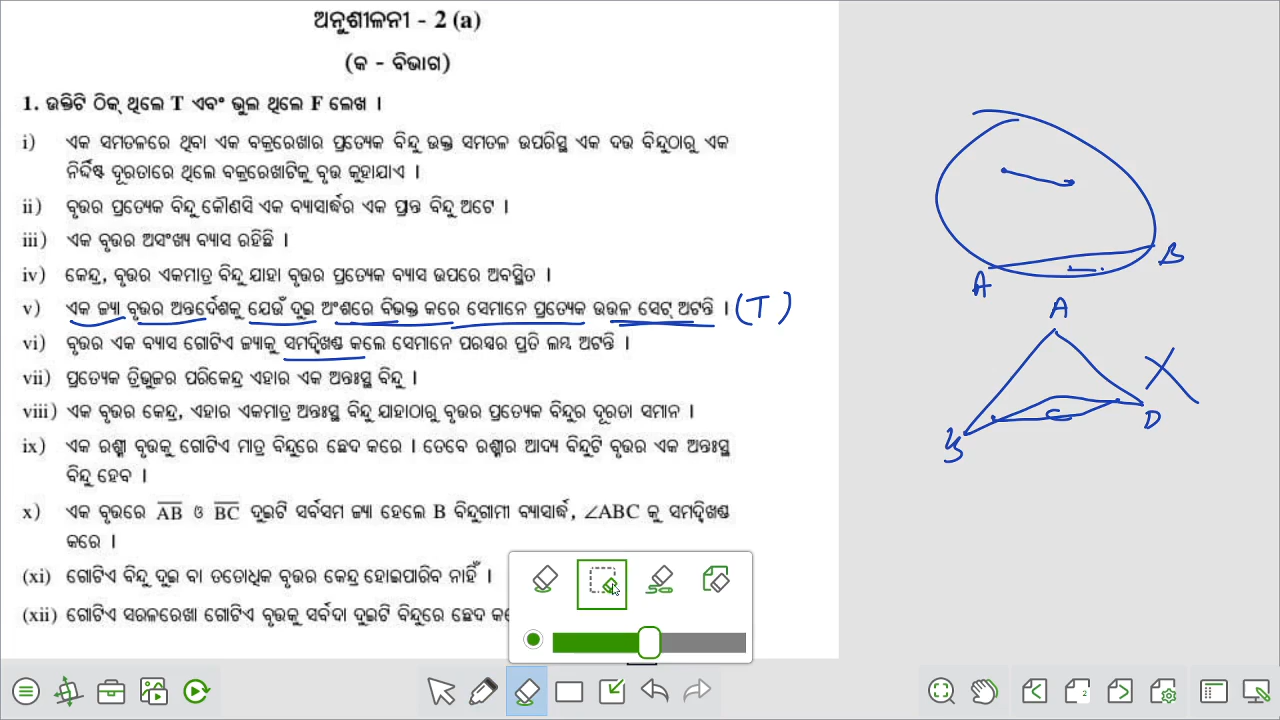 ଅନୁଶୀଳନୀ - 2 (a)
(କ - ବିଭାଗ)
1. ଉକ୍ତିଟି ଠିକ୍ ଥିଲେ T ଏବଂ ଭୁଲ ଥିଲେ F ଲେଖ ।
i) ଏକ ସମତଳରେ ଥିବା ଏକ ବକ୍ରରେଖାର ପ୍ରତ୍ୟେକ ବିନ୍ଦୁ ଉକ୍ତ ସମତଳ ଉପରିସ୍ଥ ଏକ ଦତ୍ତ ବିନ୍ଦୁଠାରୁ ଏକ
ନିର୍ଦ୍ଦିଷ୍ଟ ଦୂରତାରେ ଥିଲେ ବକ୍ରରେଖାଟିକୁ ବୃତ୍ତ କୁହାଯାଏ ।
ii) ବୃତ୍ତର ପ୍ରତ୍ୟେକ ବିନ୍ଦୁ କୌଣସି ଏକ ବ୍ୟାସାର୍ଦ୍ଧର ଏକ ପ୍ରାନ୍ତ ବିନ୍ଦୁ ଅଟେ ।
iii) ଏକ ବୃତ୍ତର ଅସଂଖ୍ୟ ବ୍ୟାସ ରହିଛି ।
iv) କେନ୍ଦ୍ର, ବୃତ୍ତର ଏକମାତ୍ର ବିନ୍ଦୁ ଯାହା ବୃତ୍ତର ପ୍ରତ୍ୟେକ ବ୍ୟାସ ଉପରେ ଅବସ୍ଥିତ ।
v) ଏକ ଜ୍ୟା ବୃତ୍ତର ଅନ୍ତର୍ଦେଶକୁ ଯେଉଁ ଦୁଇ ଅଂଶରେ ବିଭକ୍ତ କରେ ସେମାନେ ପ୍ରତ୍ୟେକ ଉତ୍ତଳ ସେଟ୍ ଅଟନ୍ତି । (T)
vi) ବୃତ୍ତର ଏକ ବ୍ୟାସ ଗୋଟିଏ ଜ୍ୟାକୁ ସମଦ୍ବିଖଣ୍ଡ କଲେ ସେମାନେ ପରସ୍ପର ପ୍ରତି ଲମ୍ବ ଅଟନ୍ତି ।
vii) ପ୍ରତ୍ୟେକ ତ୍ରିଭୁଜର ପରିକେନ୍ଦ୍ର ଏହାର ଏକ ଅନ୍ତଃସ୍ଥ ବିନ୍ଦୁ ।
viii) ଏକ ବୃତ୍ତର କେନ୍ଦ୍ର, ଏହାର ଏକମାତ୍ର ଅନ୍ତଃସ୍ଥ ବିନ୍ଦୁ ଯାହାଠାରୁ ବୃତ୍ତର ପ୍ରତ୍ୟେକ ବିନ୍ଦୁର ଦୂରତା ସମାନ ।
ix) ଏକ ରଶ୍ମୀ ବୃତ୍ତକୁ ଗୋଟିଏ ମାତ୍ର ବିନ୍ଦୁରେ ଛେଦ କରେ । ତେବେ ରଶ୍ମୀର ଆଦ୍ୟ ବିନ୍ଦୁଟି ବୃତ୍ତର ଏକ ଅନ୍ତଃସ୍ଥ
ବିନ୍ଦୁ ହେବ ।
x) ଏକ ବୃତ୍ତରେ AB ଓ BC ଦୁଇଟି ସର୍ବସମ ଜ୍ୟା ହେଲେ B ବିନ୍ଦୁଗାମୀ ବ୍ୟାସାର୍ଦ୍ଧ, ∠ABC କୁ ସମଦ୍ବିଖଣ୍ଡ
କରେ ।
(xi) ଗୋଟିଏ ବିନ୍ଦୁ ଦୁଇ ବା ତତୋଧିକ ବୃତ୍ତର କେନ୍ଦ୍ର ହୋଇପାରିବ ନାହିଁ ।
(xii) ଗୋଟିଏ ସରଳରେଖା ଗୋଟିଏ ବୃତ୍ତକୁ ସର୍ବଦା ଦୁଇଟି ବିନ୍ଦୁରେ ଛେଦ
A B
A
B C D
2